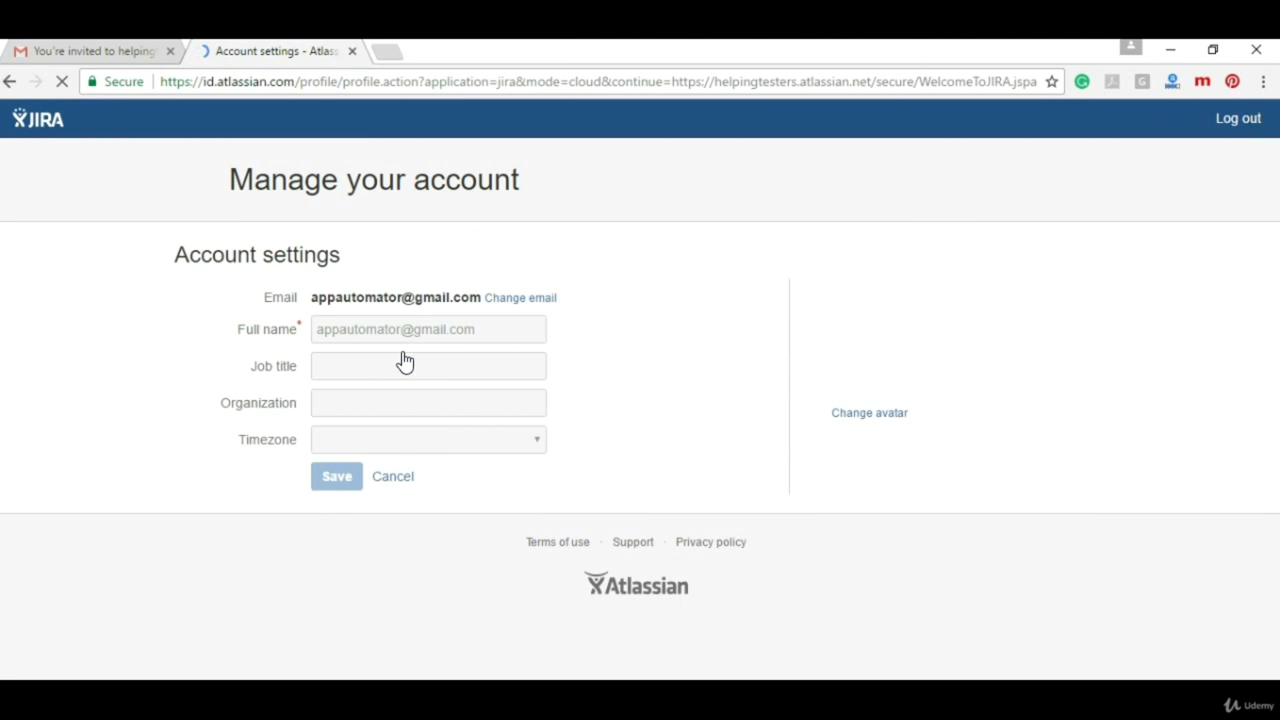 You're invited to helping
Account settings - Atlas
Secure https://id.atlassian.com/profile/profile.action?application=jira&mode=cloud&continue=https://helpingtesters.atlassian.net/secure/WelcomeToJIRA.jspa
JIRA
Log out
Manage your account
Account settings
Email appautomator@gmail.com Change email
Full name* appautomator@gmail.com
Job title
Organization
Change avatar
Timezone
Save Cancel
Terms of use · Support · Privacy policy
Atlassian
Udemy